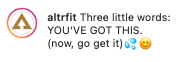 altrfit Three little words:
YOU'VE GOT THIS.
(now, go get it)💦😊